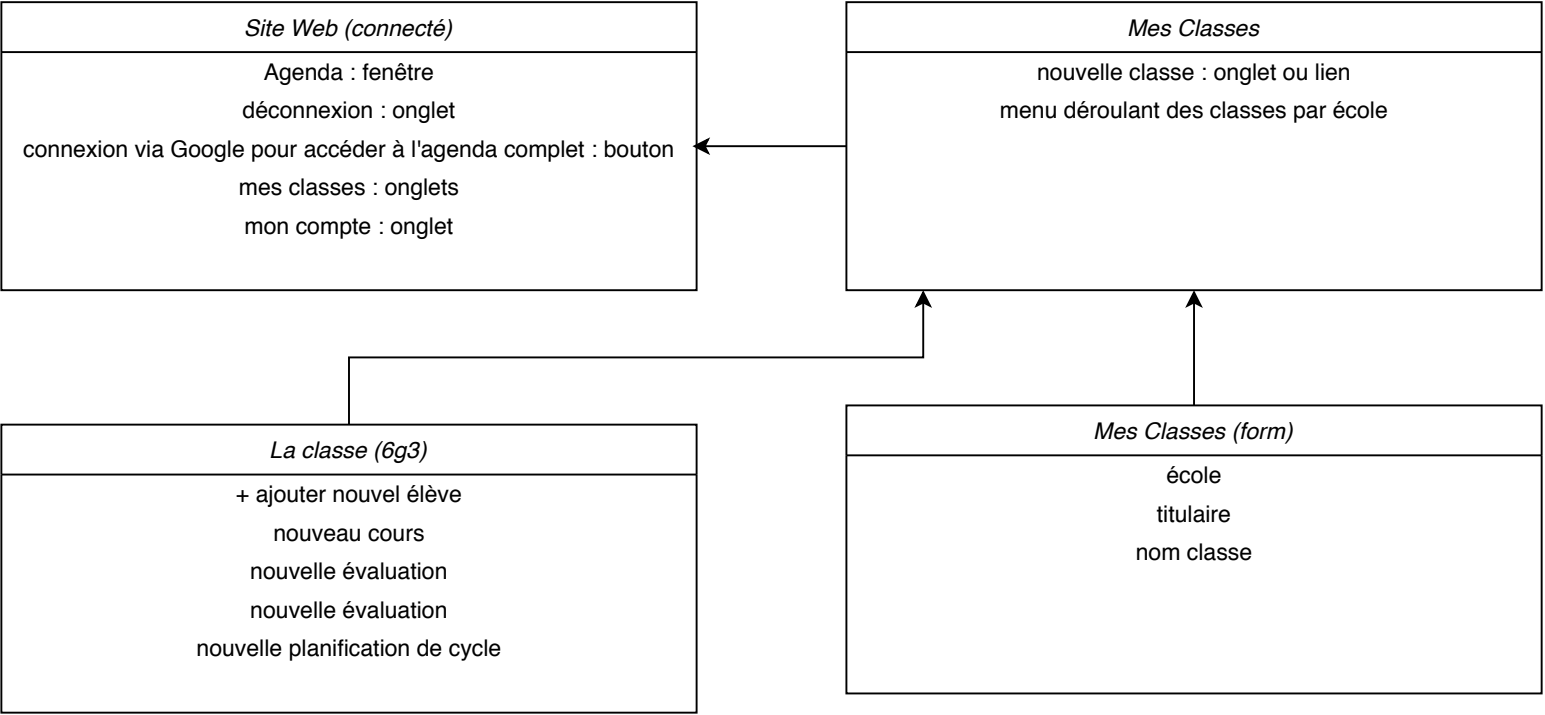 Site Web (connecté)
Agenda : fenêtre
déconnexion : onglet
connexion via Google pour accéder à l'agenda complet : bouton
mes classes : onglets
mon compte : onglet
Mes Classes
nouvelle classe : onglet ou lien
menu déroulant des classes par école
La classe (6g3)
+ ajouter nouvel élève
nouveau cours
nouvelle évaluation
nouvelle évaluation
nouvelle planification de cycle
Mes Classes (form)
école
titulaire
nom classe